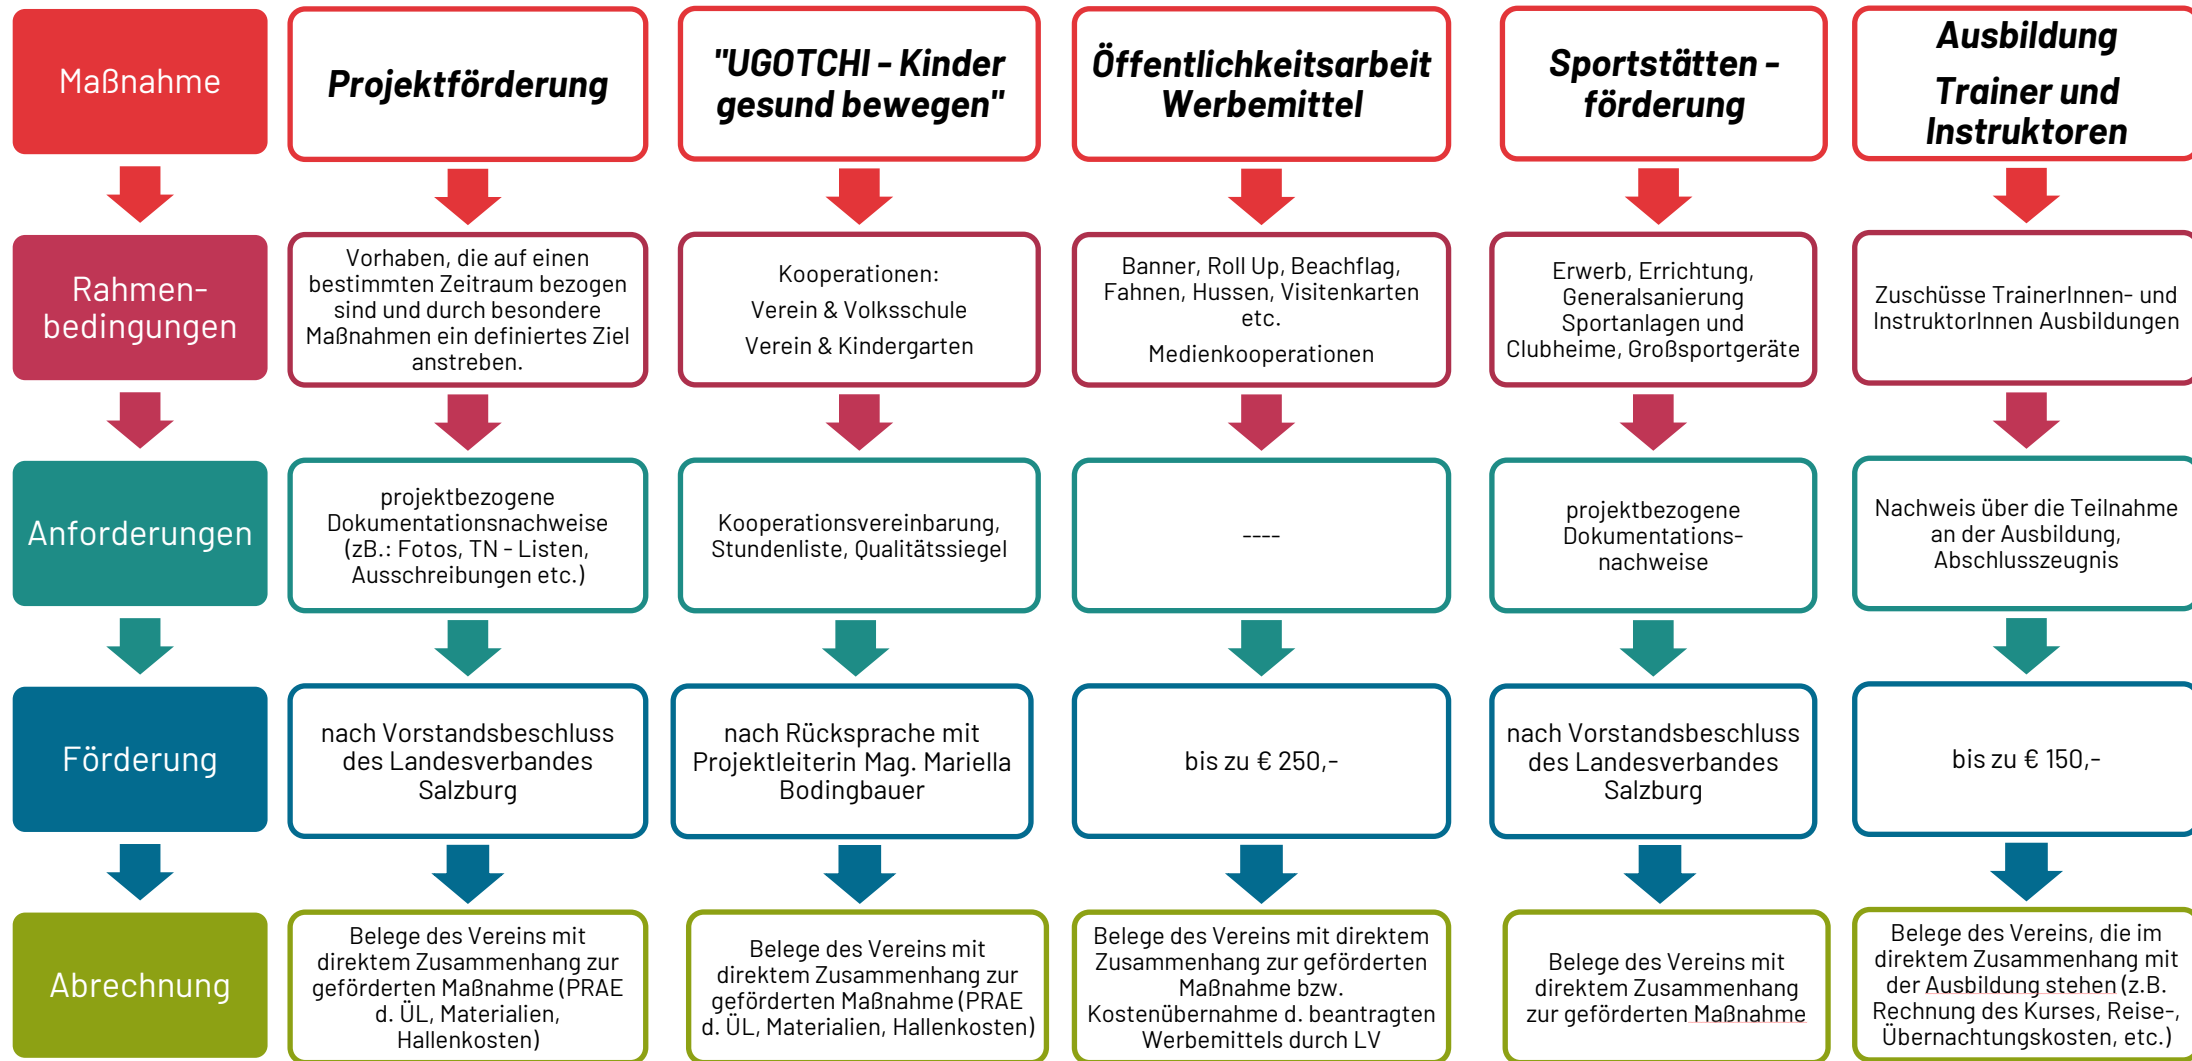 Maßnahme
Projektförderung
"UGOTCHI - Kinder
gesund bewegen"
Öffentlichkeitsarbeit
Werbemittel
Sportstätten -
förderung
Ausbildung
Trainer und
Instruktoren
Rahmen-
bedingungen
Vorhaben, die auf einen
bestimmten Zeitraum bezogen
sind und durch besondere
Maßnahmen ein definiertes Ziel
anstreben.
Kooperationen:
Verein & Volksschule
Verein & Kindergarten
Banner, Roll Up, Beachflag,
Fahnen, Hussen, Visitenkarten
etc.
Medienkooperationen
Erwerb, Errichtung,
Generalsanierung
Sportanlagen und
Clubheime, Großsportgeräte
Zuschüsse TrainerInnen- und
InstruktorInnen Ausbildungen
Anforderungen
projektbezogene
Dokumentationsnachweise
(zB.: Fotos, TN - Listen,
Ausschreibungen etc.)
Kooperationsvereinbarung,
Stundenliste, Qualitätssiegel
----
projektbezogene
Dokumentations-
nachweise
Nachweis über die Teilnahme
an der Ausbildung,
Abschlusszeugnis
Förderung
nach Vorstandsbeschluss
des Landesverbandes
Salzburg
nach Rücksprache mit
Projektleiterin Mag. Mariella
Bodingbauer
bis zu € 250,-
nach Vorstandsbeschluss
des Landesverbandes
Salzburg
bis zu € 150,-
Abrechnung
Belege des Vereins mit
direktem Zusammenhang zur
geförderten Maßnahme (PRAE
d. ÜL, Materialien,
Hallenkosten)
Belege des Vereins mit
direktem Zusammenhang zur
geförderten Maßnahme (PRAE
d. ÜL, Materialien, Hallenkosten)
Belege des Vereins mit direktem
Zusammenhang zur geförderten
Maßnahme bzw.
Kostenübernahme d. beantragten
Werbemittels durch LV
Belege des Vereins mit
direktem Zusammenhang
zur geförderten Maßnahme
Belege des Vereins, die im
direktem Zusammenhang mit
der Ausbildung stehen (z.B.
Rechnung des Kurses, Reise-,
Übernachtungskosten, etc.)